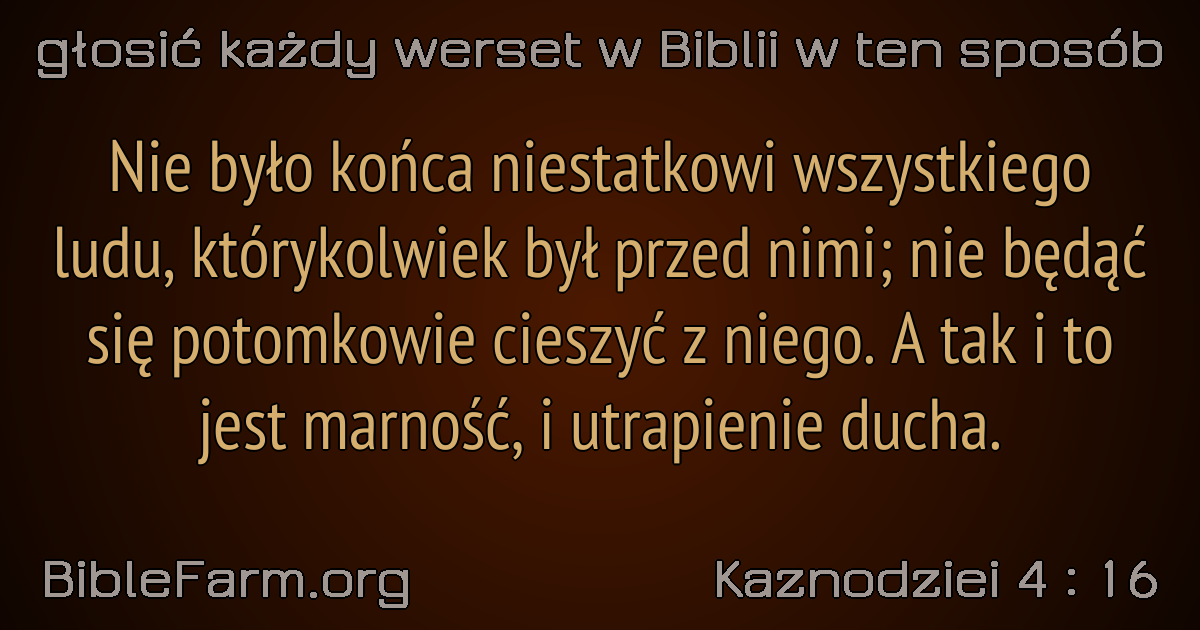 głosić każdy werset w Biblii w ten sposób
Nie było końca niestatkowi wszystkiego
ludu, którykolwiek był przed nimi; nie będąć
się potomkowie cieszyć z niego. A tak i to
jest marność, i utrapienie ducha.
BibleFarm.org
Kaznodziei 4 : 16